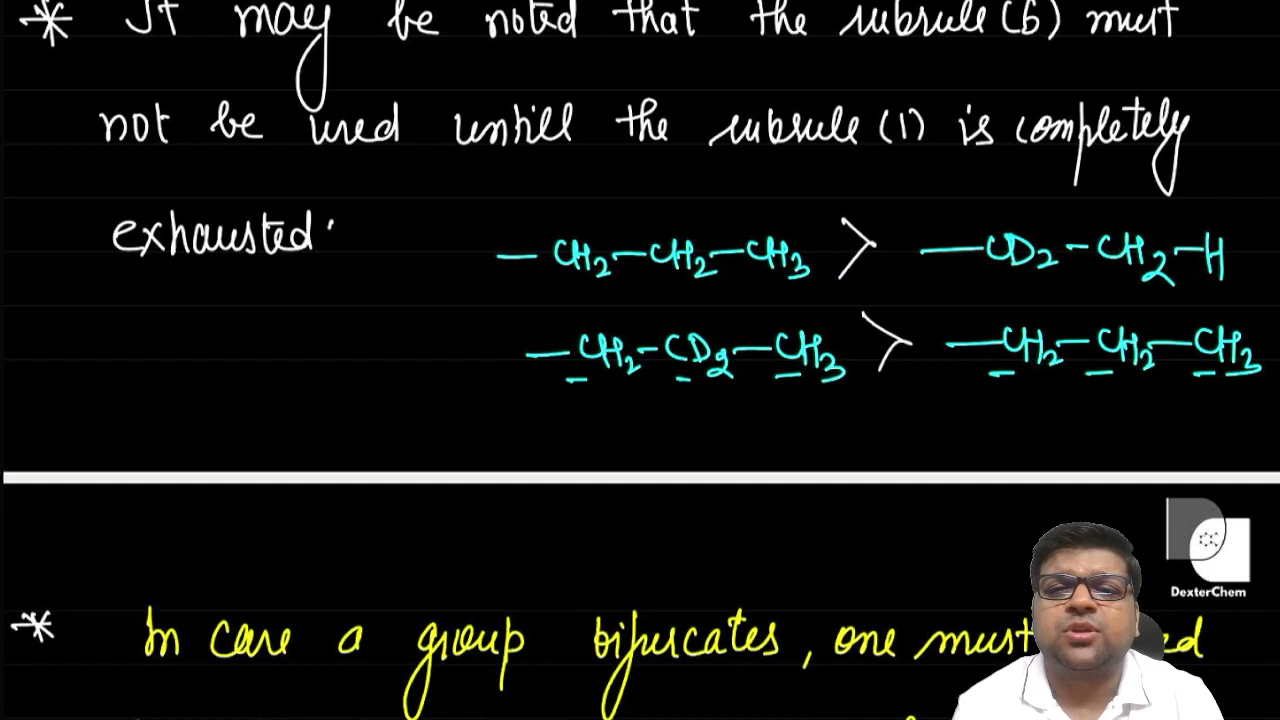 * It may be noted that the subrule (b) must
not be used untill the subrule (1) is completely
exhausted.
—CH₂—CH₂—CH₃ > —CD₂—CH₂—H
—CH₂—CD₂—CH₃ > —CH₂—CH₂—CH₃
DexterChem
* In case a group bifurcates, one must